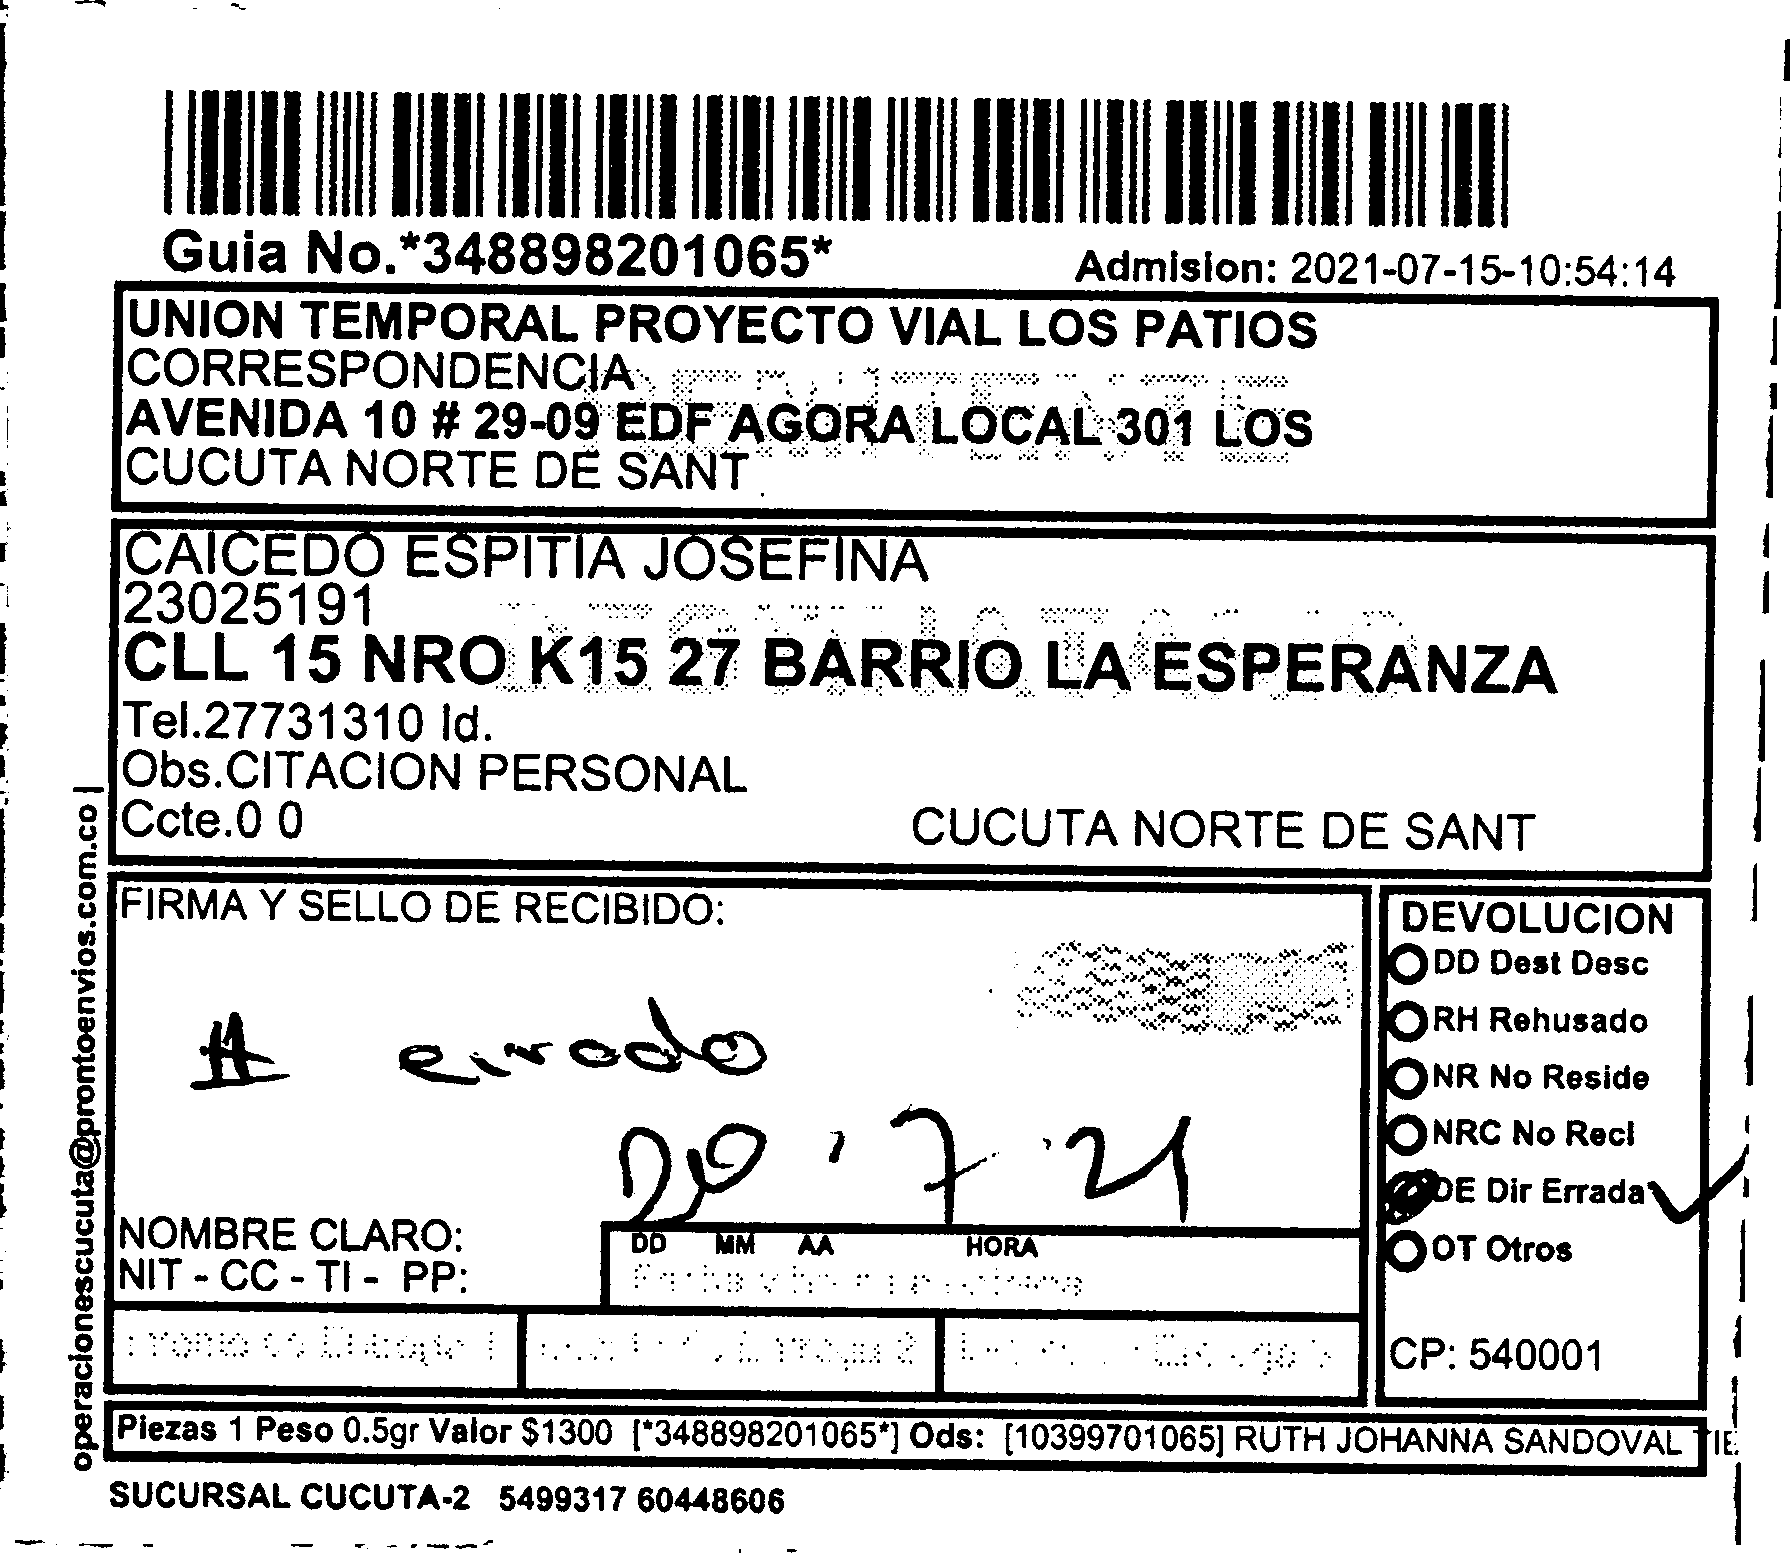 Guia No.*348898201065*
Admision: 2021-07-15-10:54:14
UNION TEMPORAL PROYECTO VIAL LOS PATIOS
CORRESPONDENCIA
AVENIDA 10 # 29-09 EDF AGORA LOCAL 301 LOS
CUCUTA NORTE DE SANT
CAICEDO ESPITIA JOSEFINA
23025191
CLL 15 NRO K15 27 BARRIO LA ESPERANZA
Tel.27731310 Id.
Obs.CITACION PERSONAL
Ccte.0 0
CUCUTA NORTE DE SANT
operacionescucuta@prontoenvios.com.co |
FIRMA Y SELLO DE RECIBIDO:
# errado
20 7 21
NOMBRE CLARO:
NIT - CC - TI - PP:
DD MM AA HORA
DEVOLUCION
DD Dest Desc
RH Rehusado
NR No Reside
NRC No Recl
DE Dir Errada
OT Otros
CP: 540001
Piezas 1 Peso 0.5gr Valor $1300 [*348898201065*] Ods: [10399701065] RUTH JOHANNA SANDOVAL TIE
SUCURSAL CUCUTA-2 5499317 60448606